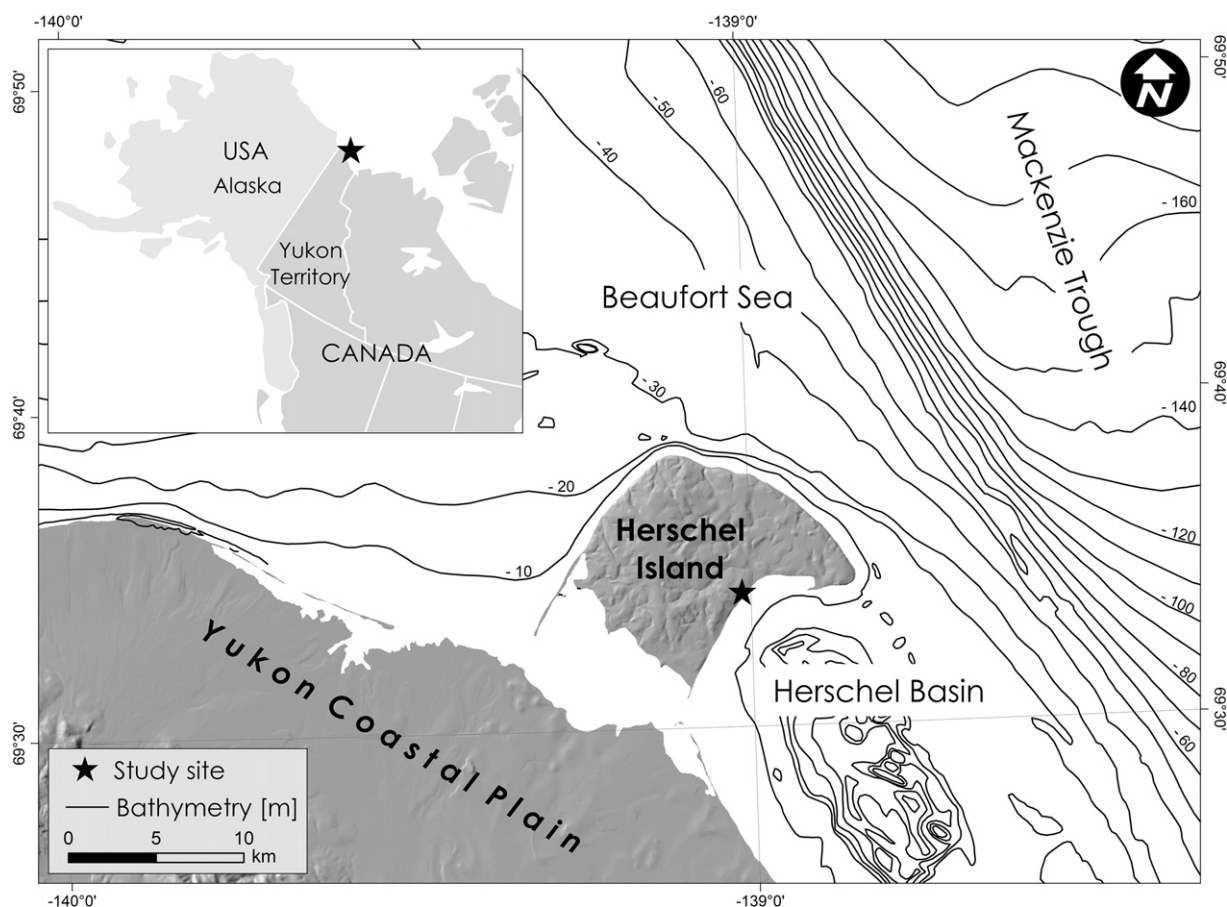 -140°0'
-139°0'
69°50'
69°50'
N
USA
Alaska
Yukon
Territory
CANADA
- 60
- 50
- 40
Mackenzie Trough
- 160
Beaufort Sea
- 30
69°40'
69°40'
- 140
- 20
- 120
Herschel
Island
- 10
- 100
Yukon Coastal Plain
- 80
Herschel Basin
69°30'
69°30'
- 60
Study site
Bathymetry [m]
0 5 10
km
-140°0'
-139°0'